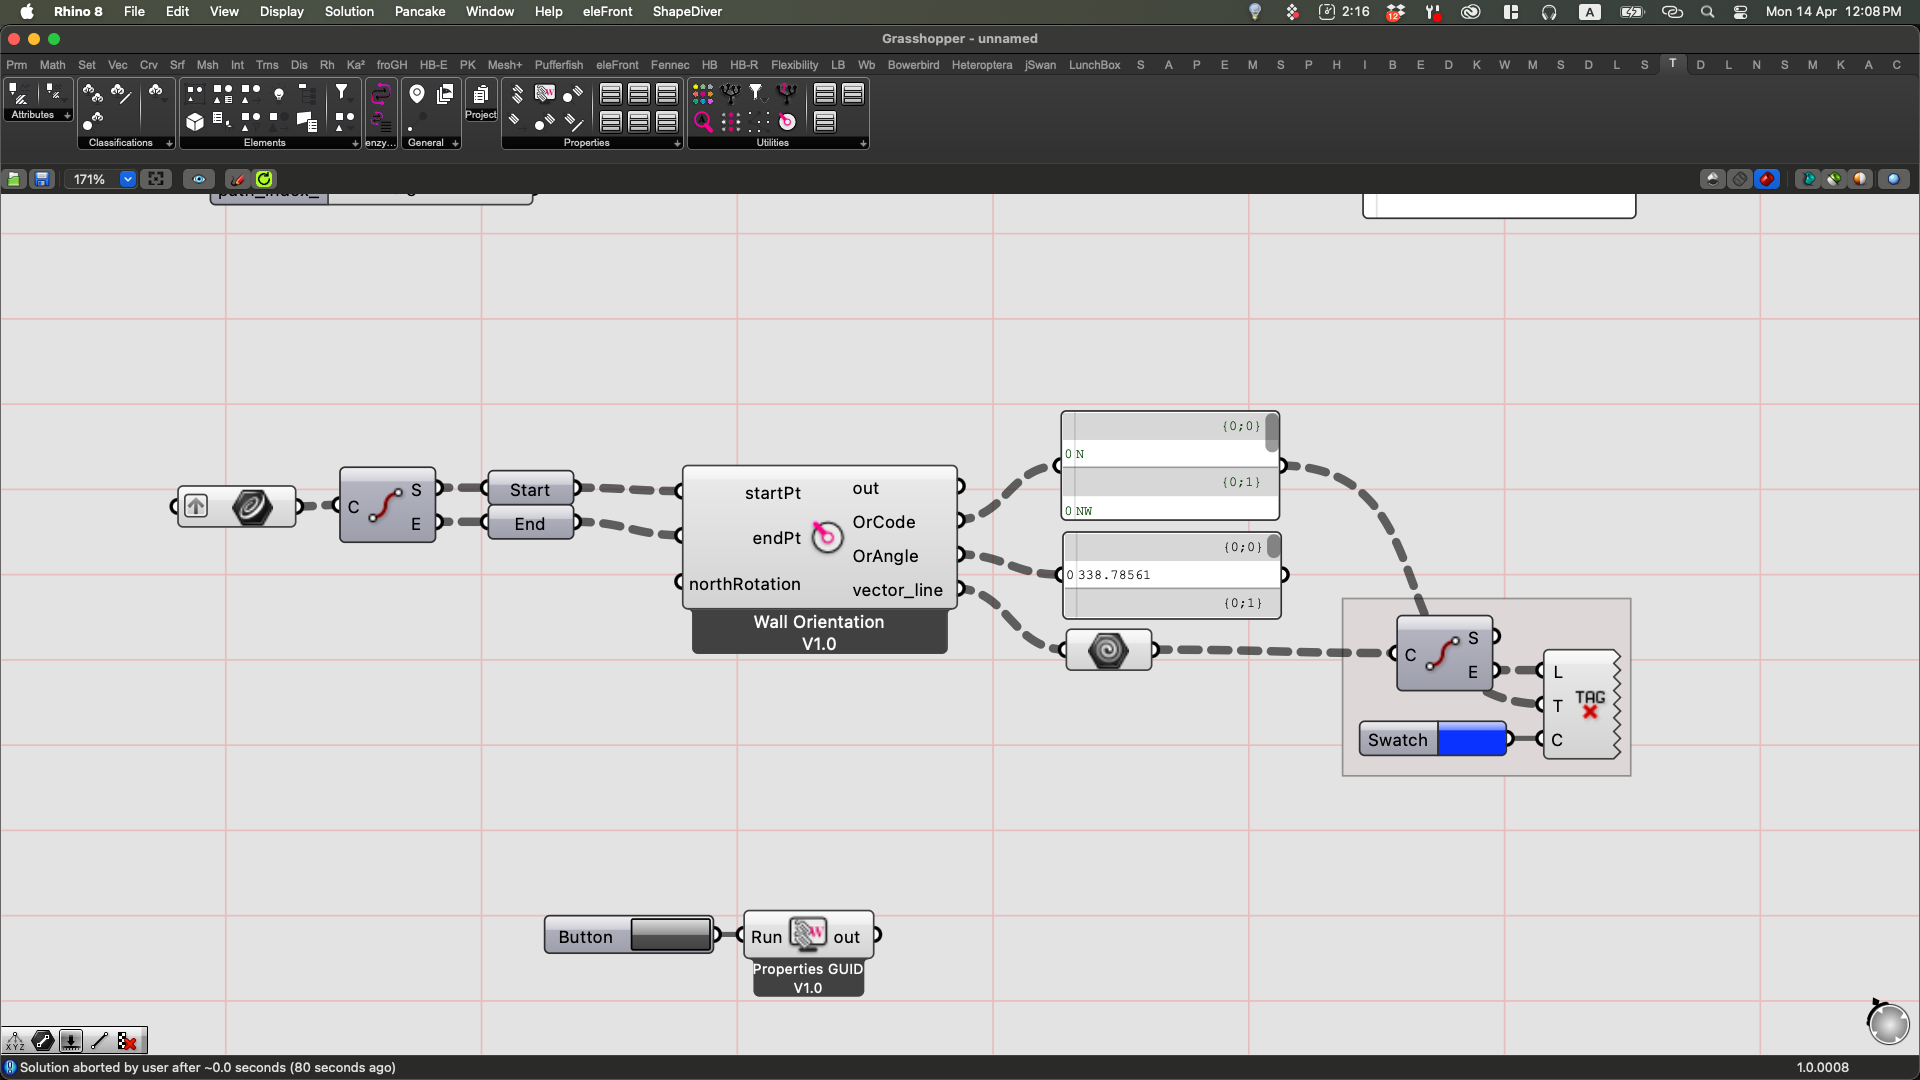 Rhino 8 File Edit View Display Solution Pancake Window Help eleFront ShapeDiver 2:16 12 A Mon 14 Apr 12:08 PM
Grasshopper - unnamed
Prm Math Set Vec Crv Srf Msh Int Trns Dis Rh Ka² froGH HB-E PK Mesh+ Pufferfish eleFront Fennec HB HB-R Flexibility LB Wb Bowerbird Heteroptera jSwan LunchBox S A P E M S P H I B E D K W M S D L S T D L N S M K A C
Attributes
Project
Classifications Elements enzy... General Properties Utilities
171%
{0;0}
0 N
{0;1}
0 NW
C S E
Start
End
startPt
endPt
northRotation
out
OrCode
OrAngle
vector_line
Wall Orientation
V1.0
{0;0}
0 338.78561
{0;1}
C S E
L
T
C
TAG
Swatch
Button
Run W out
Properties GUID
V1.0
XYZ
Solution aborted by user after ~0.0 seconds (80 seconds ago)
1.0.0008